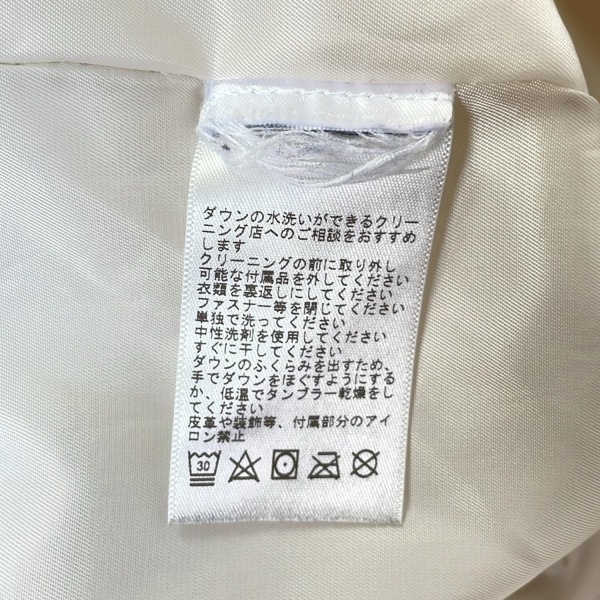 ダウンの水洗いができるクリー
ニング店へのご相談をおすすめ
します
クリーニングの前に取り外し
可能な付属品を外してください
衣類を裏返しにしてください
ファスナー等を閉じてください
単独で洗ってください
中性洗剤を使用してください
すぐに干してください
ダウンのふくらみを出すため、
手でダウンをほぐすようにする
か、低温でタンブラー乾燥をし
てください
皮革や装飾等、付属部分のアイ
ロン禁止
30